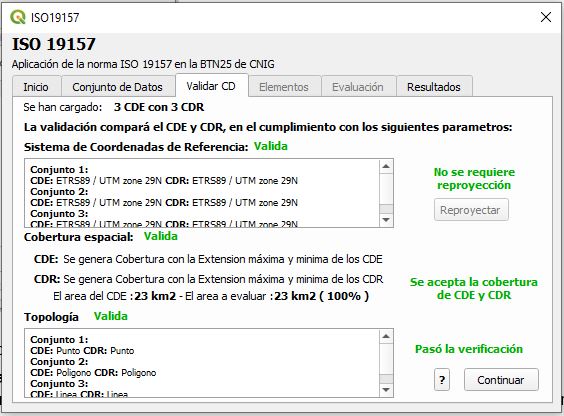 ISO19157
ISO 19157
Aplicación de la norma ISO 19157 en la BTN25 de CNIG
Inicio Conjunto de Datos Validar CD Elementos Evaluación Resultados
Se han cargado: 3 CDE con 3 CDR
La validación compará el CDE y CDR, en el cumplimiento con los siguientes parametros:
Sistema de Coordenadas de Referencia: Valida
Conjunto 1:
CDE: ETRS89 / UTM zone 29N CDR: ETRS89 / UTM zone 29N
Conjunto 2:
CDE: ETRS89 / UTM zone 29N CDR: ETRS89 / UTM zone 29N
Conjunto 3:
CDE: ETRS89 / UTM zone 29N CDR: ETRS89 / UTM zone 29N
No se requiere
reproyección
Reproyectar
Cobertura espacial: Valida
CDE: Se genera Cobertura con la Extension máxima y minima de los CDE
CDR: Se genera Cobertura con la Extension máxima y minima de los CDR
El area del CDE :23 km2 - El area a evaluar :23 km2 ( 100% )
Se acepta la cobertura
de CDE y CDR
Topología Valida
Conjunto 1:
CDE: Punto CDR: Punto
Conjunto 2:
CDE: Poligono CDR: Poligono
Conjunto 3:
CDE: Linea CDR: Linea
Pasó la verificación
? Continuar